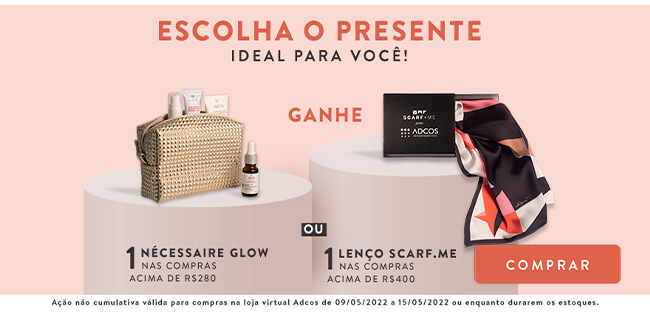 ESCOLHA O PRESENTE
IDEAL PARA VOCÊ!
GANHE
SCARF•ME
para
ADCOS
OU
1 NÉCESSAIRE GLOW
NAS COMPRAS
ACIMA DE R$280
1 LENÇO SCARF.ME
NAS COMPRAS
ACIMA DE R$400
COMPRAR
Ação não cumulativa válida para compras na loja virtual Adcos de 09/05/2022 a 15/05/2022 ou enquanto durarem os estoques.